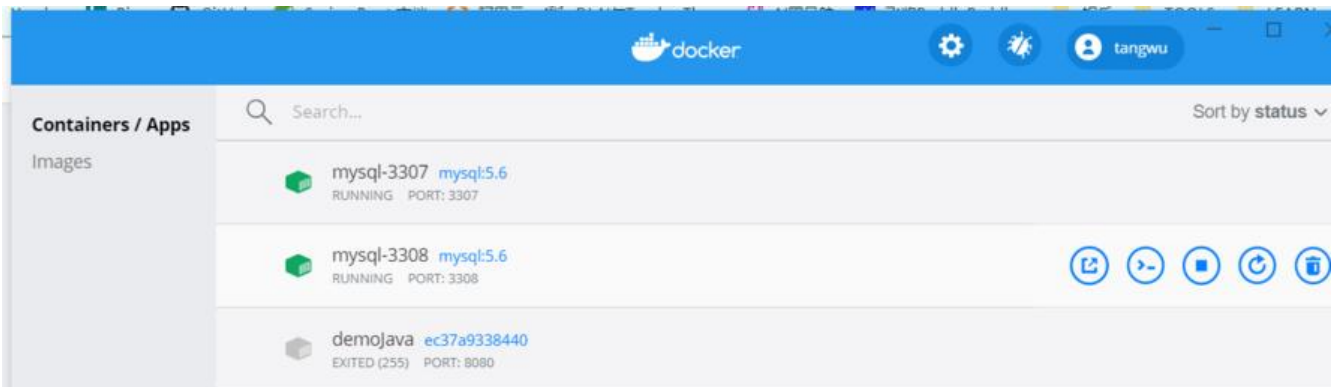 docker
tangwu
Containers / Apps
Images
Search...
Sort by status
mysql-3307 mysql:5.6
RUNNING PORT: 3307
mysql-3308 mysql:5.6
RUNNING PORT: 3308
demoJava ec37a9338440
EXITED (255) PORT: 8080